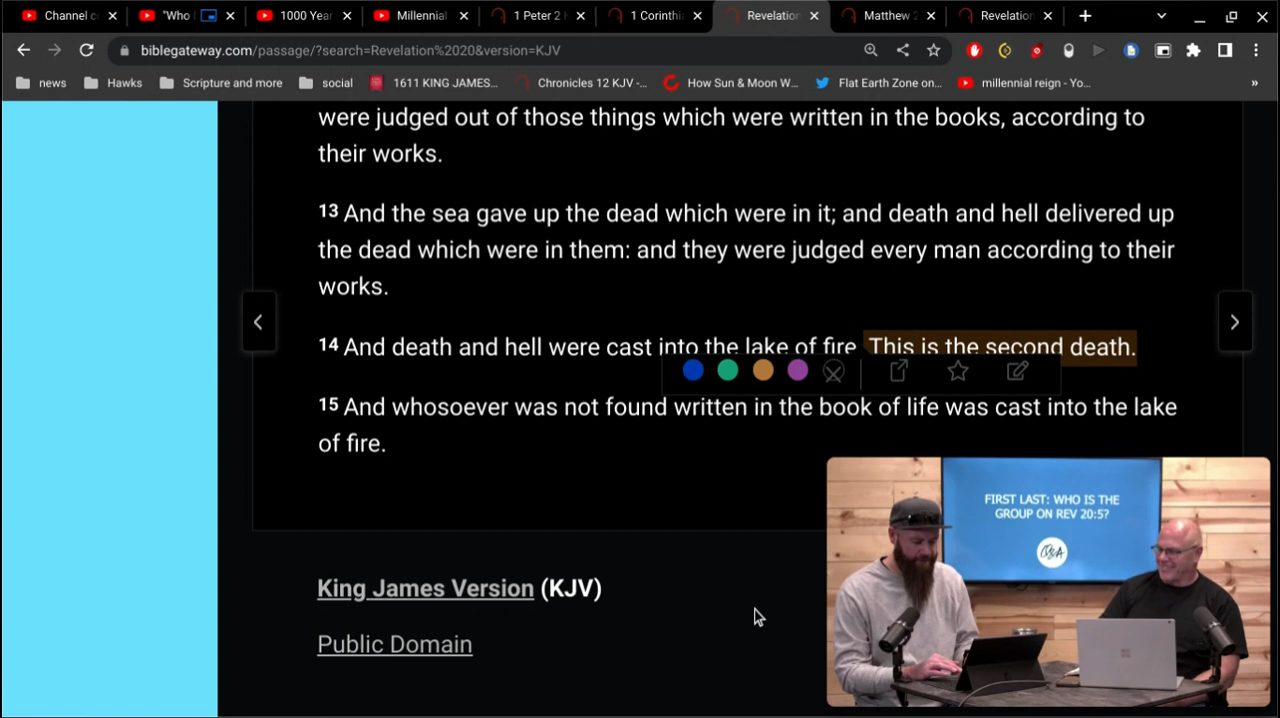 Channel c
"Who
1000 Year
Millennial
1 Peter 2
1 Corinthi
Revelation
Matthew 2
Revelation
biblegateway.com/passage/?search=Revelation%2020&version=KJV
news
Hawks
Scripture and more
social
1611 KING JAMES...
Chronicles 12 KJV -...
How Sun & Moon W...
Flat Earth Zone on...
millennial reign - Yo...
»
were judged out of those things which were written in the books, according to
their works.
13 And the sea gave up the dead which were in it; and death and hell delivered up
the dead which were in them: and they were judged every man according to their
works.
14 And death and hell were cast into the lake of fire. This is the second death.
15 And whosoever was not found written in the book of life was cast into the lake
of fire.
FIRST LAST: WHO IS THE
GROUP ON REV 20:5?
Q&A
King James Version (KJV)
Public Domain